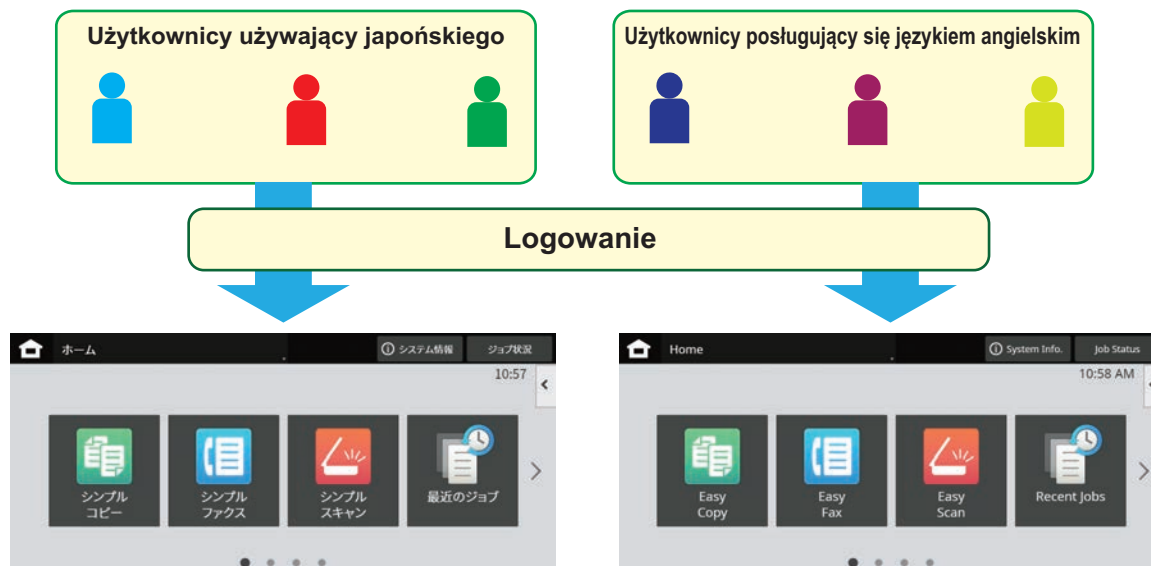 Użytkownicy używający japońskiego
Użytkownicy posługujący się językiem angielskim
Logowanie
ホーム
システム情報
ジョブ状況
10:57
シンプル
コピー
シンプル
ファクス
シンプル
スキャン
最近のジョブ
Home
System Info.
Job Status
10:58 AM
Easy
Copy
Easy
Fax
Easy
Scan
Recent Jobs